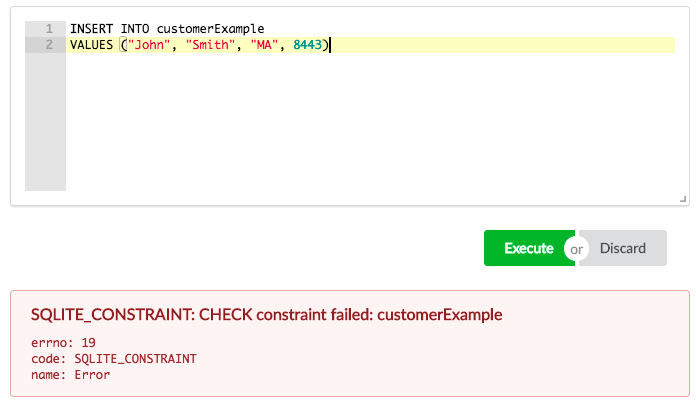 1 INSERT INTO customerExample
2 VALUES ("John", "Smith", "MA", 8443)
Execute or Discard
SQLITE_CONSTRAINT: CHECK constraint failed: customerExample
errno: 19
code: SQLITE_CONSTRAINT
name: Error